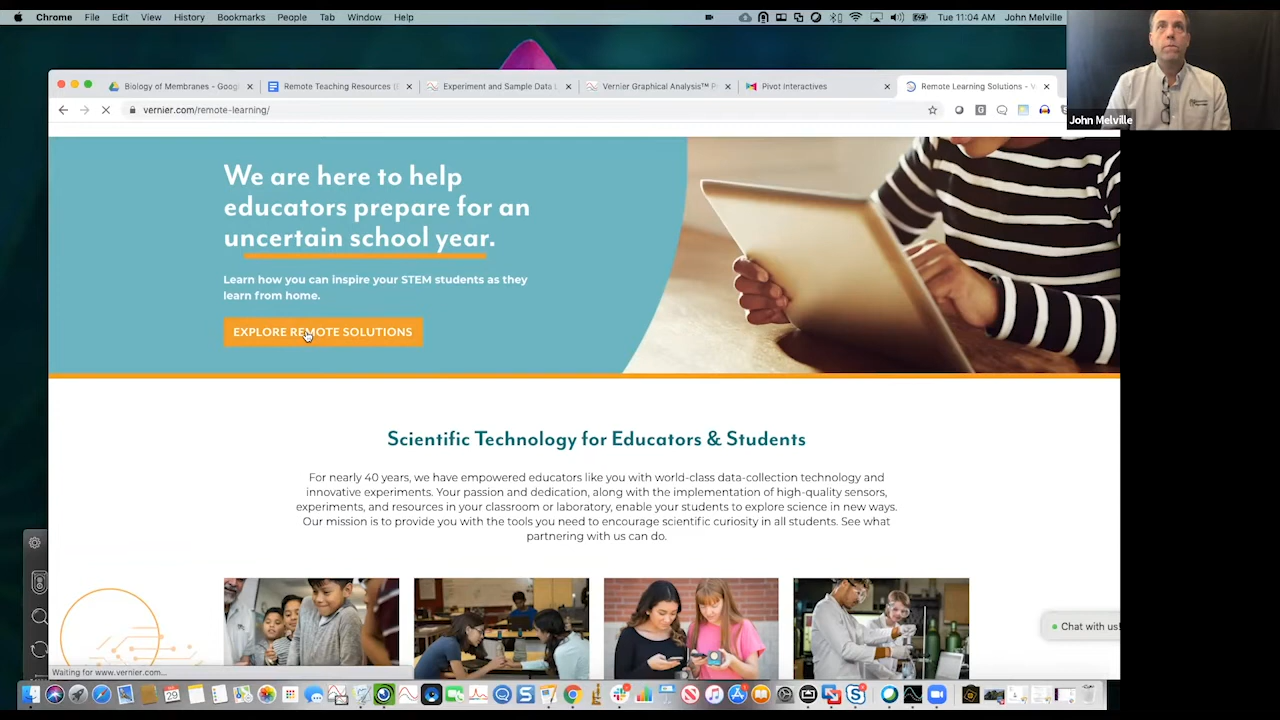 Chrome File Edit View History Bookmarks People Tab Window Help Tue 11:04 AM John Melville
Biology of Membranes - Goog Remote Teaching Resources ( Experiment and Sample Data L Vernier Graphical Analysis™ P Pivot Interactives Remote Learning Solutions - V
vernier.com/remote-learning/
John Melville
We are here to help
educators prepare for an
uncertain school year.
Learn how you can inspire your STEM students as they
learn from home.
EXPLORE REMOTE SOLUTIONS
Scientific Technology for Educators & Students
For nearly 40 years, we have empowered educators like you with world-class data-collection technology and
innovative experiments. Your passion and dedication, along with the implementation of high-quality sensors,
experiments, and resources in your classroom or laboratory, enable your students to explore science in new ways.
Our mission is to provide you with the tools you need to encourage scientific curiosity in all students. See what
partnering with us can do.
Chat with us!
Waiting for www.vernier.com...